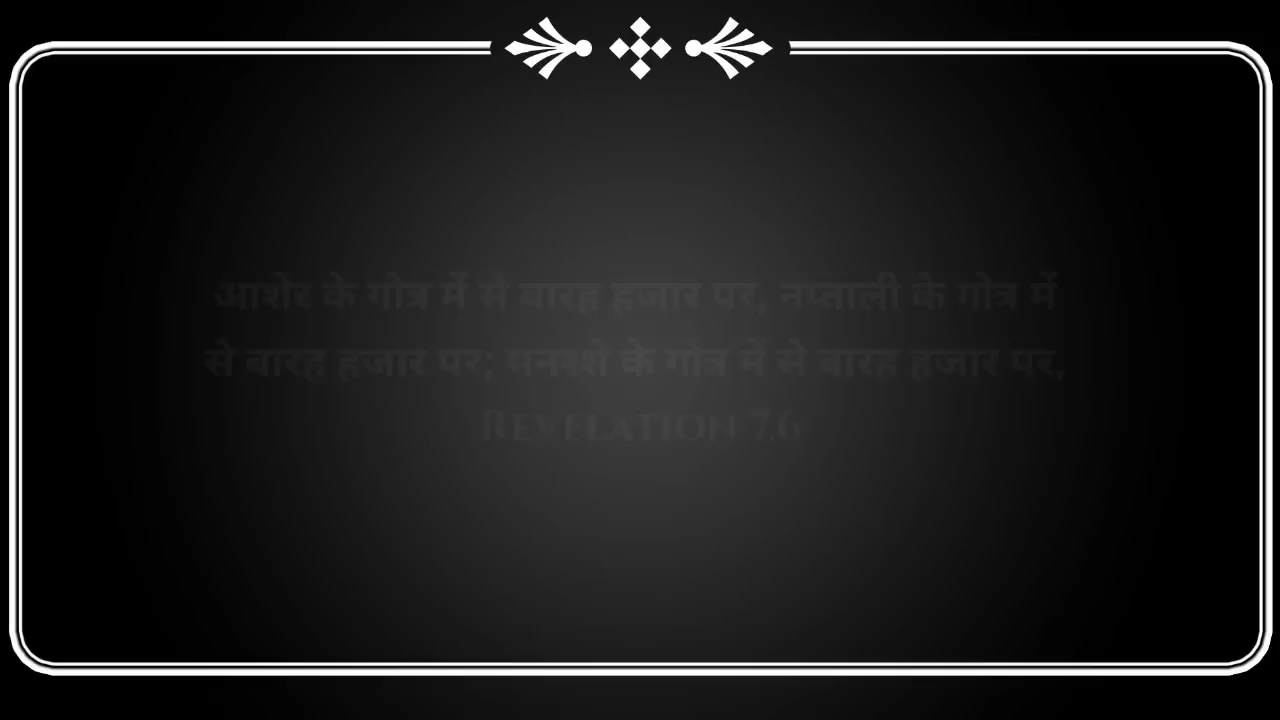 आशेर के गोत्र में से बारह हजार पर, नप्ताली के गोत्र में
से बारह हजार पर; मनश्शे के गोत्र में से बारह हजार पर,
REVELATION 7.6